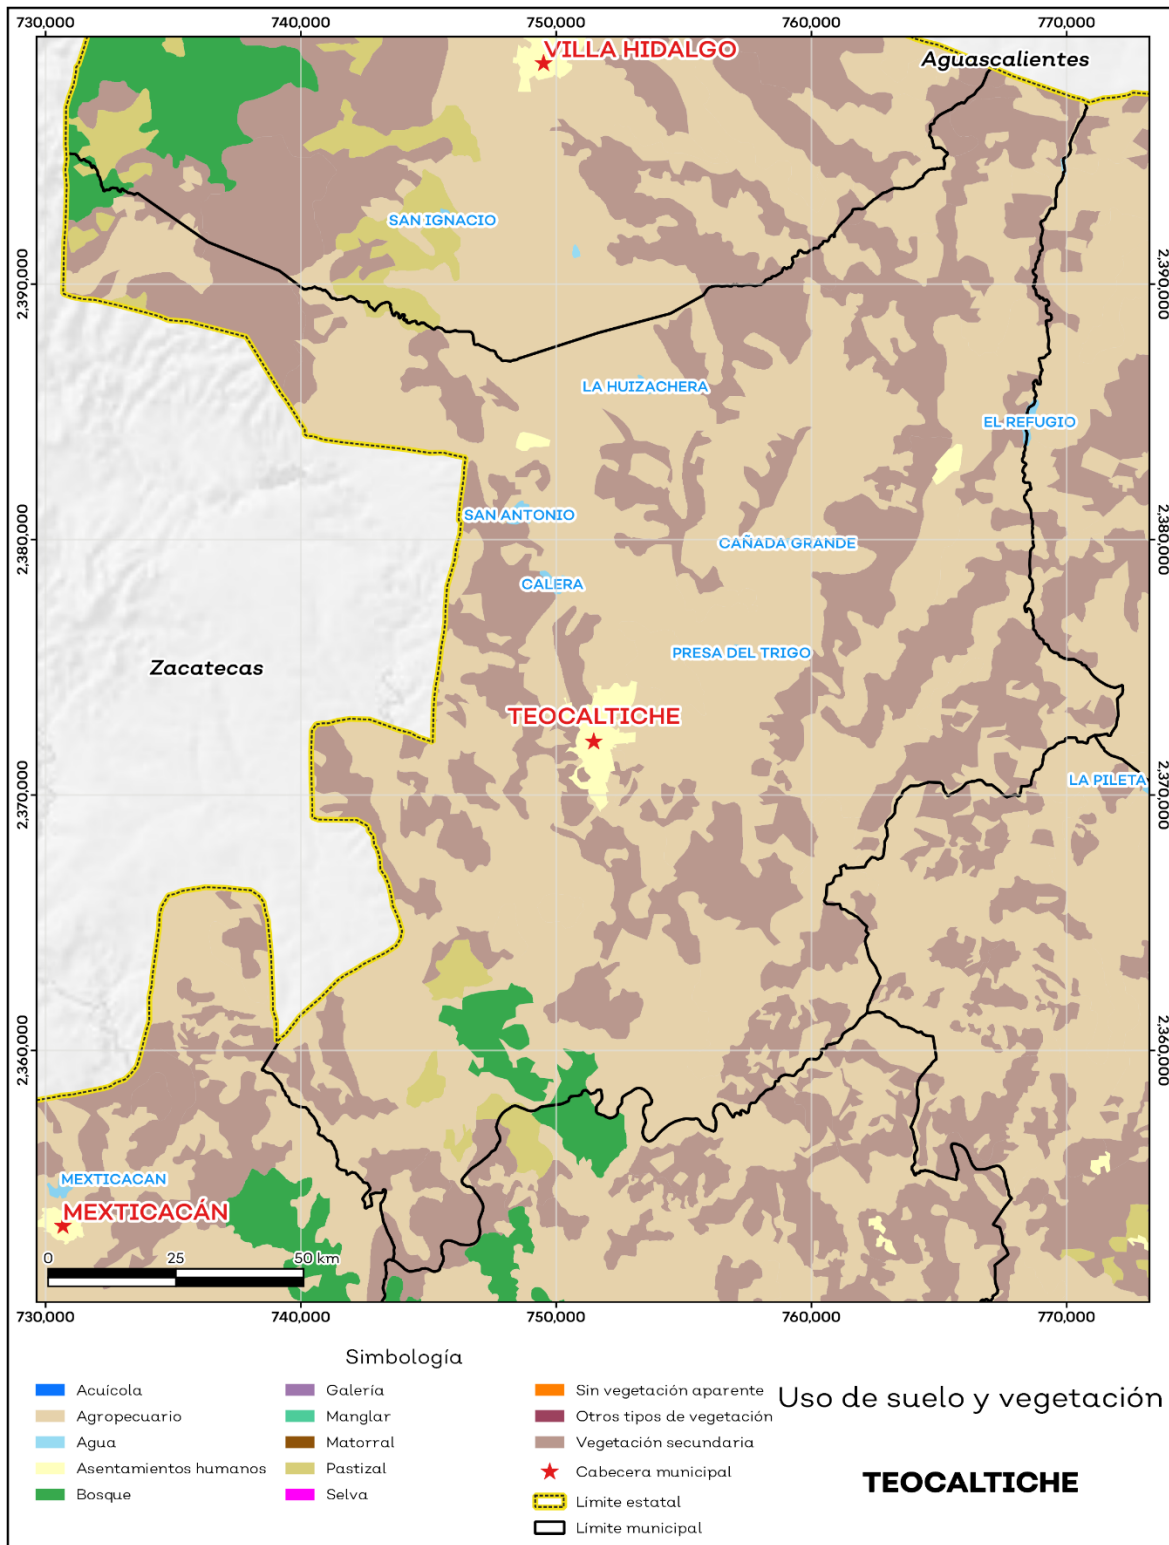 730,000 740,000 750,000 760,000 770,000
VILLA HIDALGO
Aguascalientes
SAN IGNACIO
2,390,000 2,390,000
LA HUIZACHERA
EL REFUGIO
SAN ANTONIO
2,380,000 2,380,000
CAÑADA GRANDE
CALERA
PRESA DEL TRIGO
Zacatecas
TEOCALTICHE
LA PILETA
2,370,000 2,370,000
2,360,000 2,360,000
MEXTICACAN
MEXTICACÁN
0 25 50 km
730,000 740,000 750,000 760,000 770,000
Simbología
Acuícola
Agropecuario
Agua
Asentamientos humanos
Bosque
Galería
Manglar
Matorral
Pastizal
Selva
Sin vegetación aparente
Otros tipos de vegetación
Vegetación secundaria
Cabecera municipal
Límite estatal
Límite municipal
Uso de suelo y vegetación
TEOCALTICHE